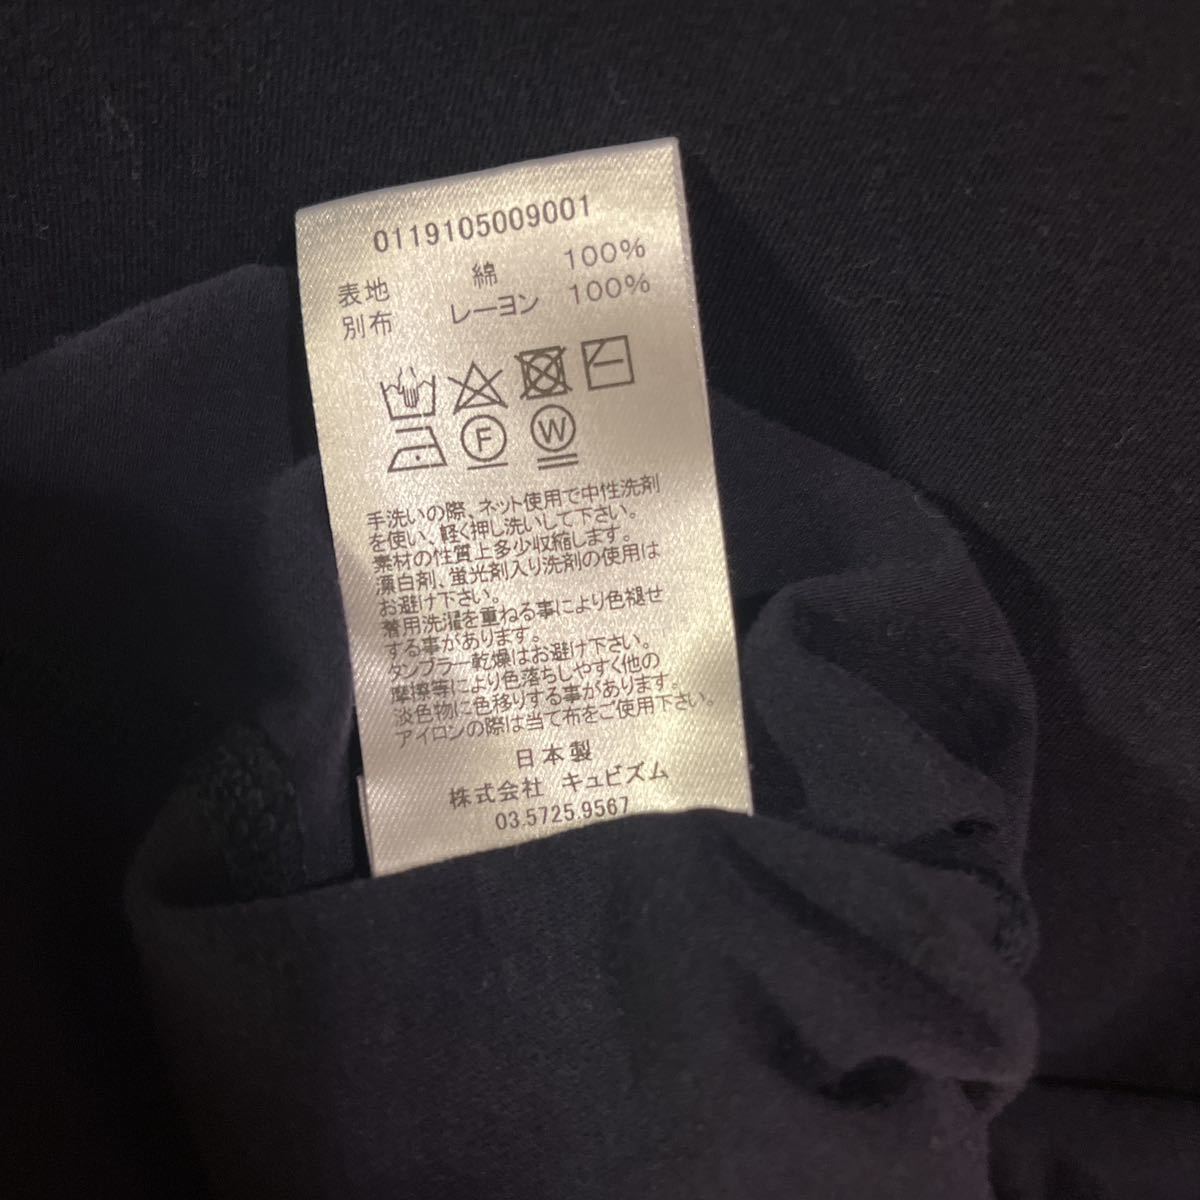 0119105009001
表地 綿 100%
別布 レーヨン 100%
F W
手洗いの際、ネット使用で中性洗剤
を使い、軽く押し洗いして下さい。
素材の性質上多少収縮します。
漂白剤、蛍光剤入り洗剤の使用は
お避け下さい。
着用洗濯を重ねる事により色褪せ
する事があります。
タンブラー乾燥はお避け下さい。
摩擦等により色落ちしやすく他の
淡色物に色移りする事があります。
アイロンの際は当て布をご使用下さい。
日本製
株式会社 キュビズム
03.5725.9567